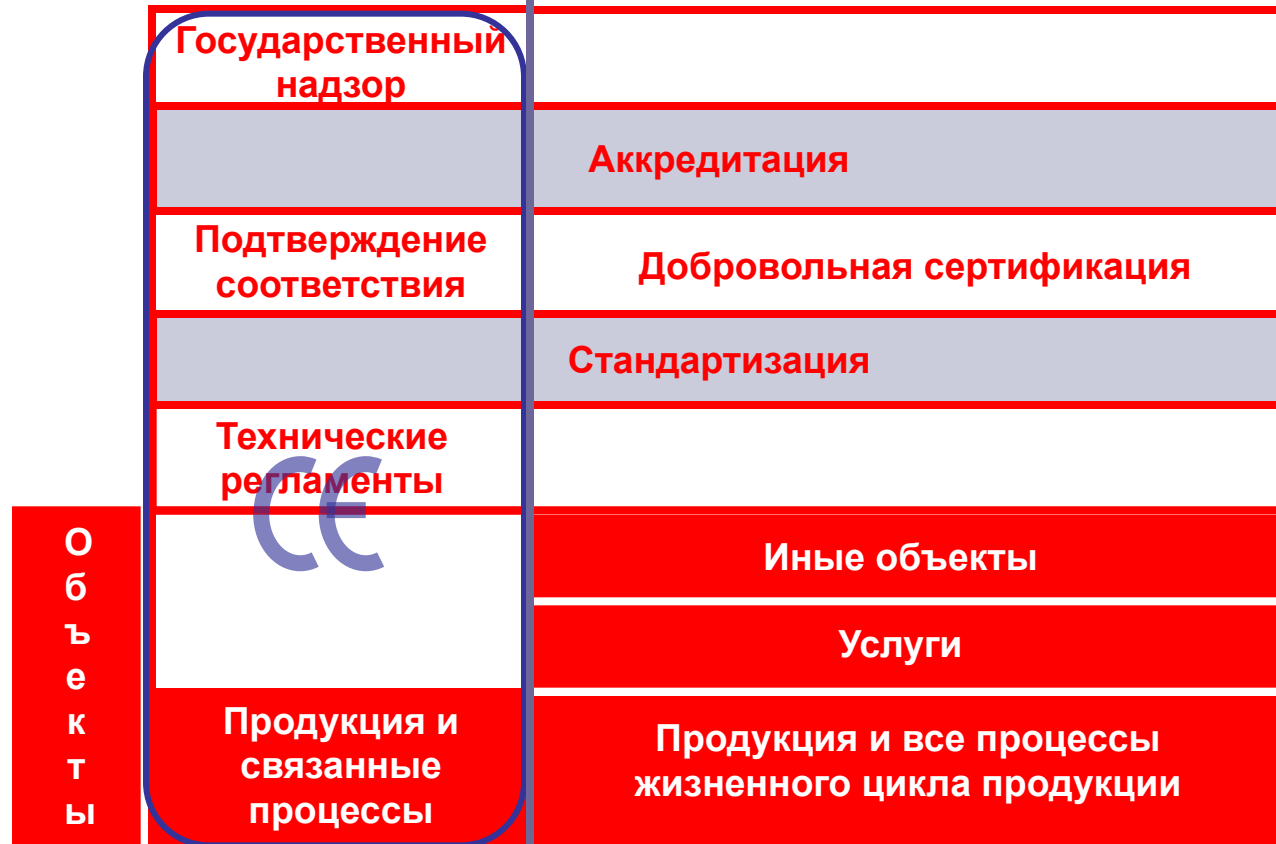 Государственный
надзор
Аккредитация
Подтверждение
соответствия
Добровольная сертификация
Стандартизация
Технические
регламенты
CE
О
б
ъ
е
к
т
ы
Иные объекты
Услуги
Продукция и
связанные
процессы
Продукция и все процессы
жизненного цикла продукции